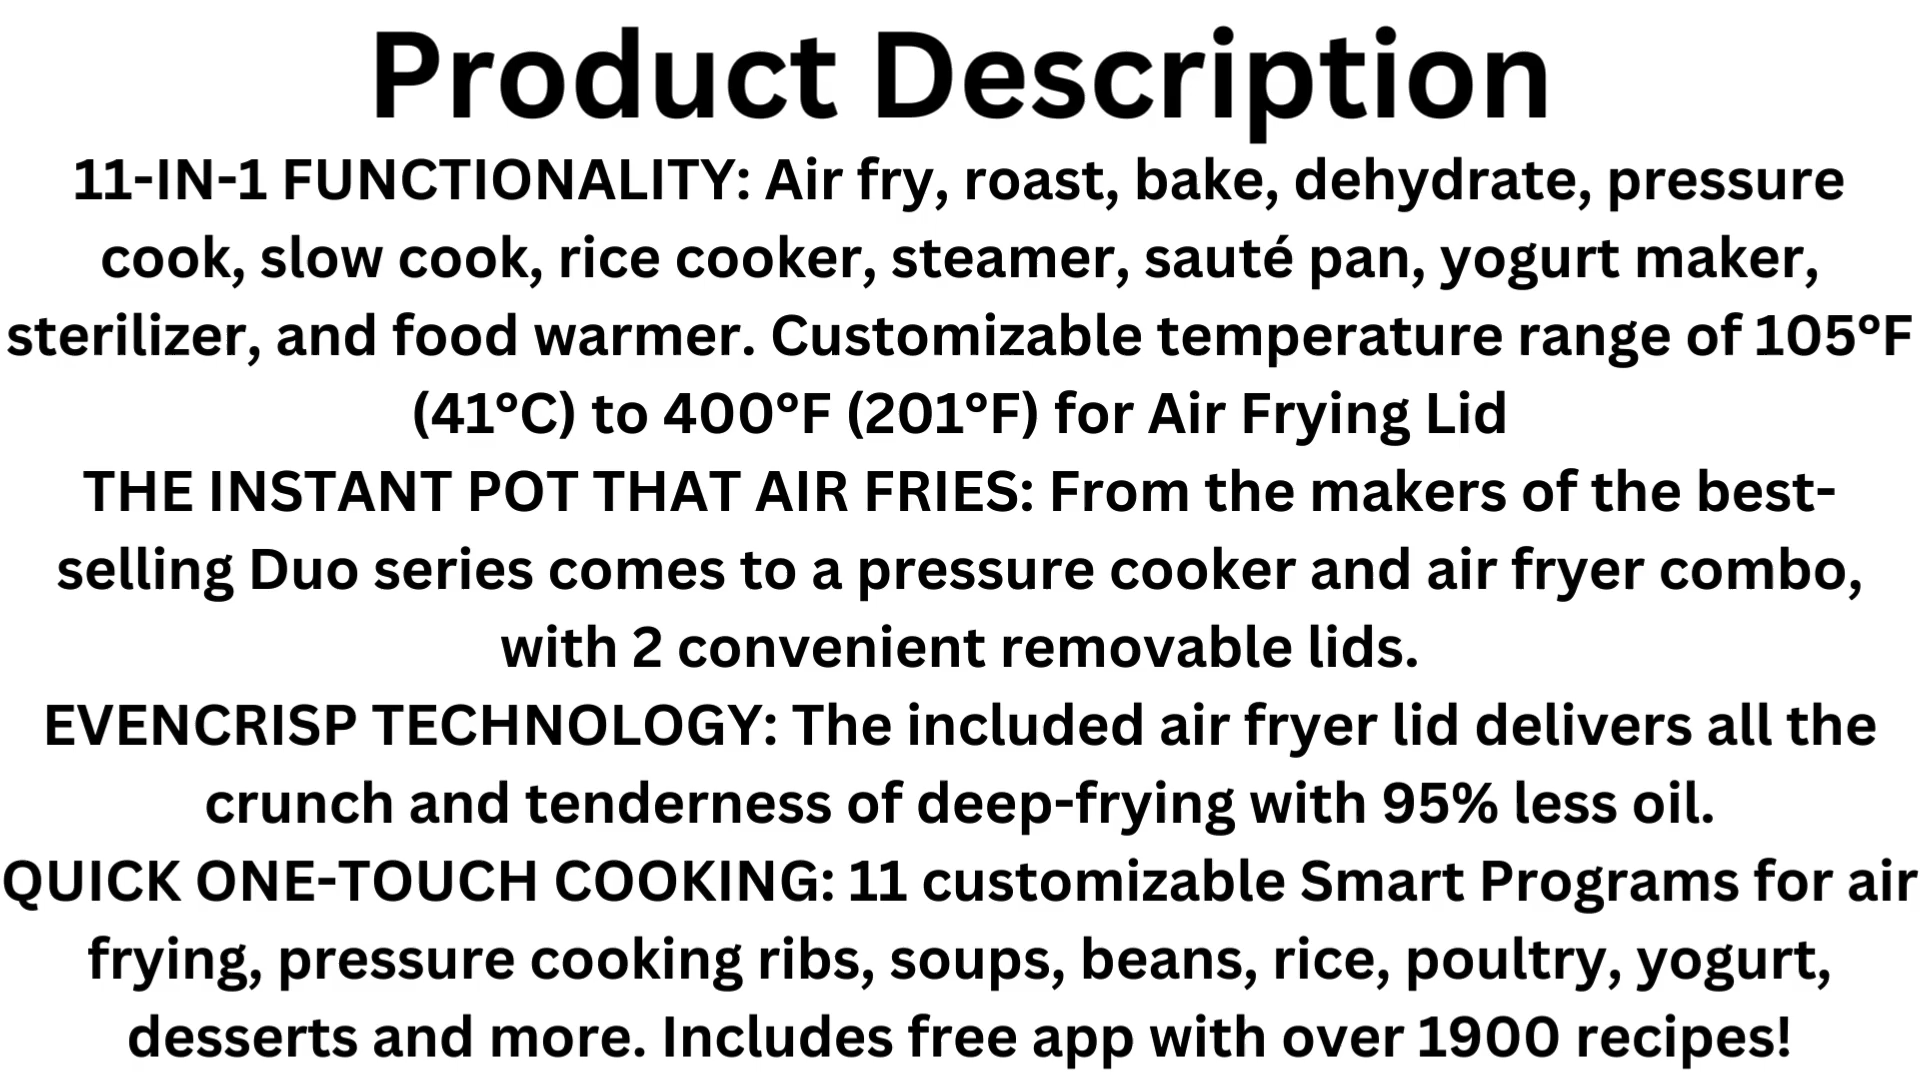 Product Description
11-IN-1 FUNCTIONALITY: Air fry, roast, bake, dehydrate, pressure
cook, slow cook, rice cooker, steamer, sauté pan, yogurt maker,
sterilizer, and food warmer. Customizable temperature range of 105°F
(41°C) to 400°F (201°F) for Air Frying Lid
THE INSTANT POT THAT AIR FRIES: From the makers of the best-
selling Duo series comes to a pressure cooker and air fryer combo,
with 2 convenient removable lids.
EVENCRISP TECHNOLOGY: The included air fryer lid delivers all the
crunch and tenderness of deep-frying with 95% less oil.
QUICK ONE-TOUCH COOKING: 11 customizable Smart Programs for air
frying, pressure cooking ribs, soups, beans, rice, poultry, yogurt,
desserts and more. Includes free app with over 1900 recipes!